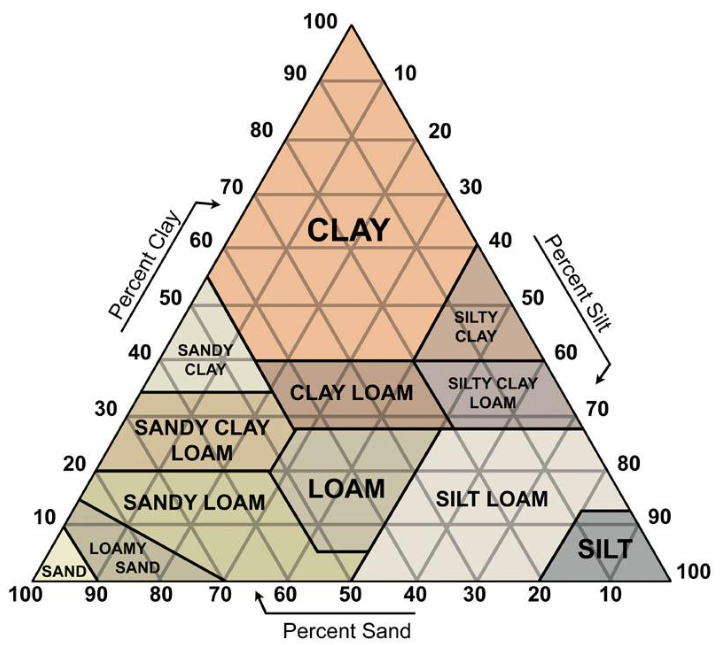 100
90
10
80
20
70
30
Percent Clay
CLAY
60
40
Percent Silt
50
SILTY
CLAY
50
40
SANDY
CLAY
60
CLAY LOAM
SILTY CLAY
LOAM
30
70
SANDY CLAY
LOAM
20
80
SANDY LOAM
LOAM
SILT LOAM
10
90
LOAMY
SAND
SILT
SAND
100
100
90
80
70
60
50
40
30
20
10
Percent Sand